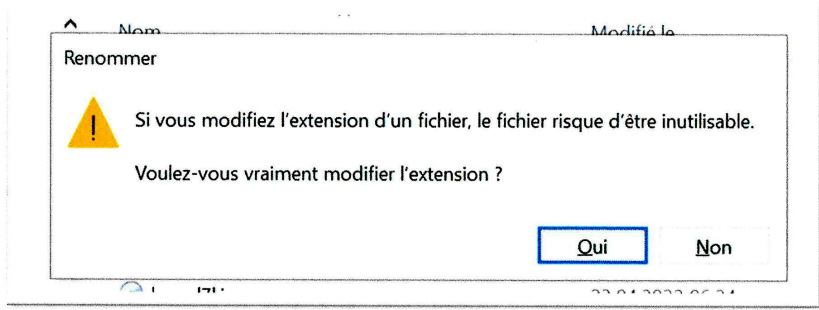 Nom Modifié le
Renommer
Si vous modifiez l'extension d'un fichier, le fichier risque d'être inutilisable.
Voulez-vous vraiment modifier l'extension ?
Oui Non